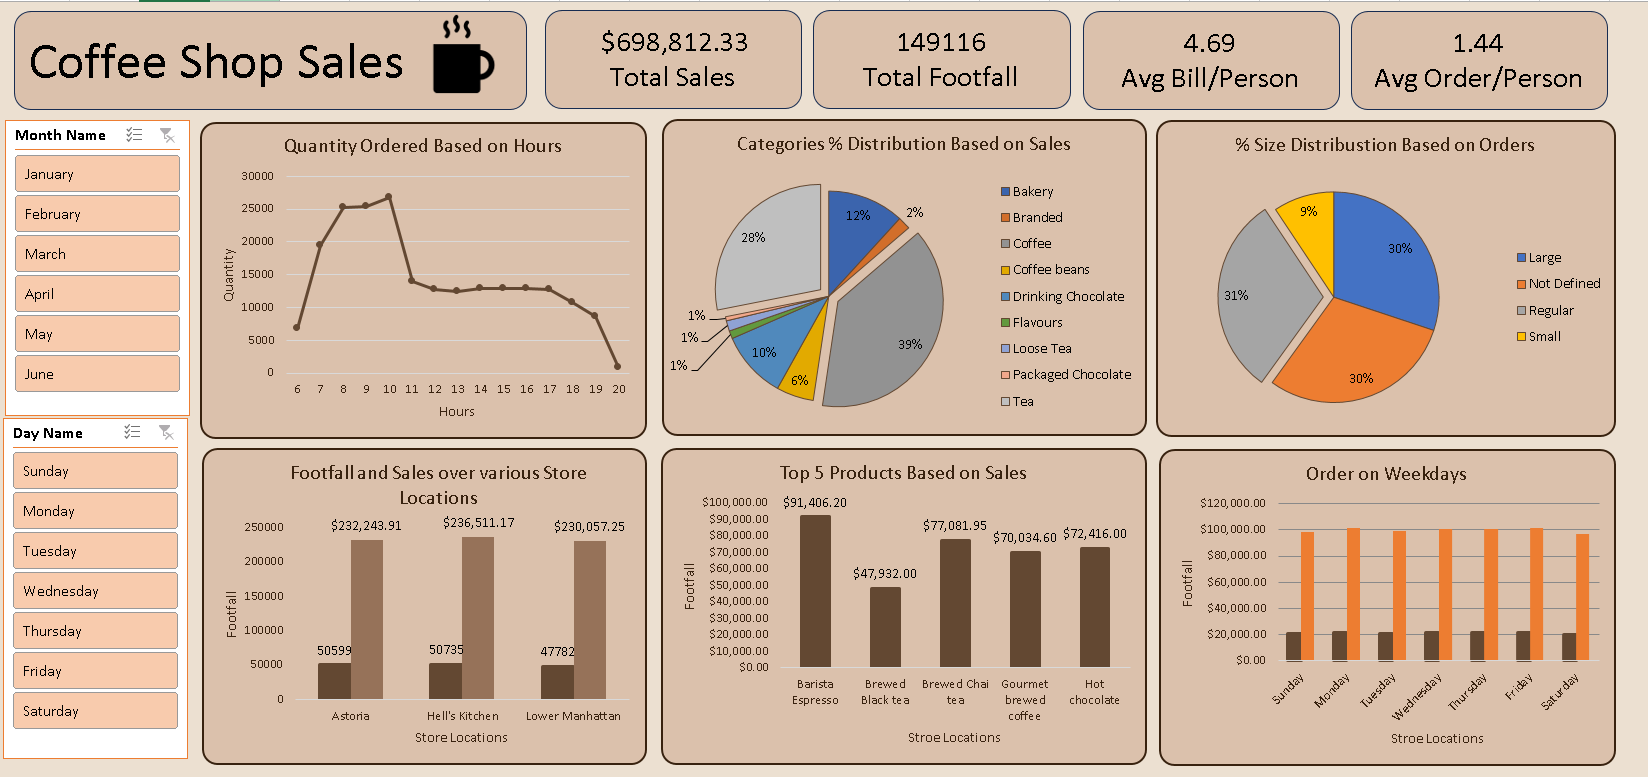 Coffee Shop Sales
$698,812.33
Total Sales
149116
Total Footfall
4.69
Avg Bill/Person
1.44
Avg Order/Person
Month Name
January
February
March
April
May
June
Day Name
Sunday
Monday
Tuesday
Wednesday
Thursday
Friday
Saturday
Quantity Ordered Based on Hours
Quantity
30000
25000
20000
15000
10000
5000
0
6 7 8 9 10 11 12 13 14 15 16 17 18 19 20
Hours
Categories % Distribution Based on Sales
12%
2%
39%
6%
10%
1%
1%
1%
28%
Bakery
Branded
Coffee
Coffee beans
Drinking Chocolate
Flavours
Loose Tea
Packaged Chocolate
Tea
% Size Distribustion Based on Orders
30%
30%
31%
9%
Large
Not Defined
Regular
Small
Footfall and Sales over various Store
Locations
Footfall
250000
200000
150000
100000
50000
0
$232,243.91 $236,511.17 $230,057.25
50599 50735 47782
Astoria Hell's Kitchen Lower Manhattan
Store Locations
Top 5 Products Based on Sales
Footfall
$100,000.00
$90,000.00
$80,000.00
$70,000.00
$60,000.00
$50,000.00
$40,000.00
$30,000.00
$20,000.00
$10,000.00
$0.00
$91,406.20
$47,932.00
$77,081.95
$70,034.60
$72,416.00
Barista
Espresso
Brewed
Black tea
Brewed Chai
tea
Gourmet
brewed
coffee
Hot
chocolate
Stroe Locations
Order on Weekdays
Footfall
$120,000.00
$100,000.00
$80,000.00
$60,000.00
$40,000.00
$20,000.00
$0.00
Sunday
Monday
Tuesday
Wednesday
Thursday
Friday
Saturday
Stroe Locations